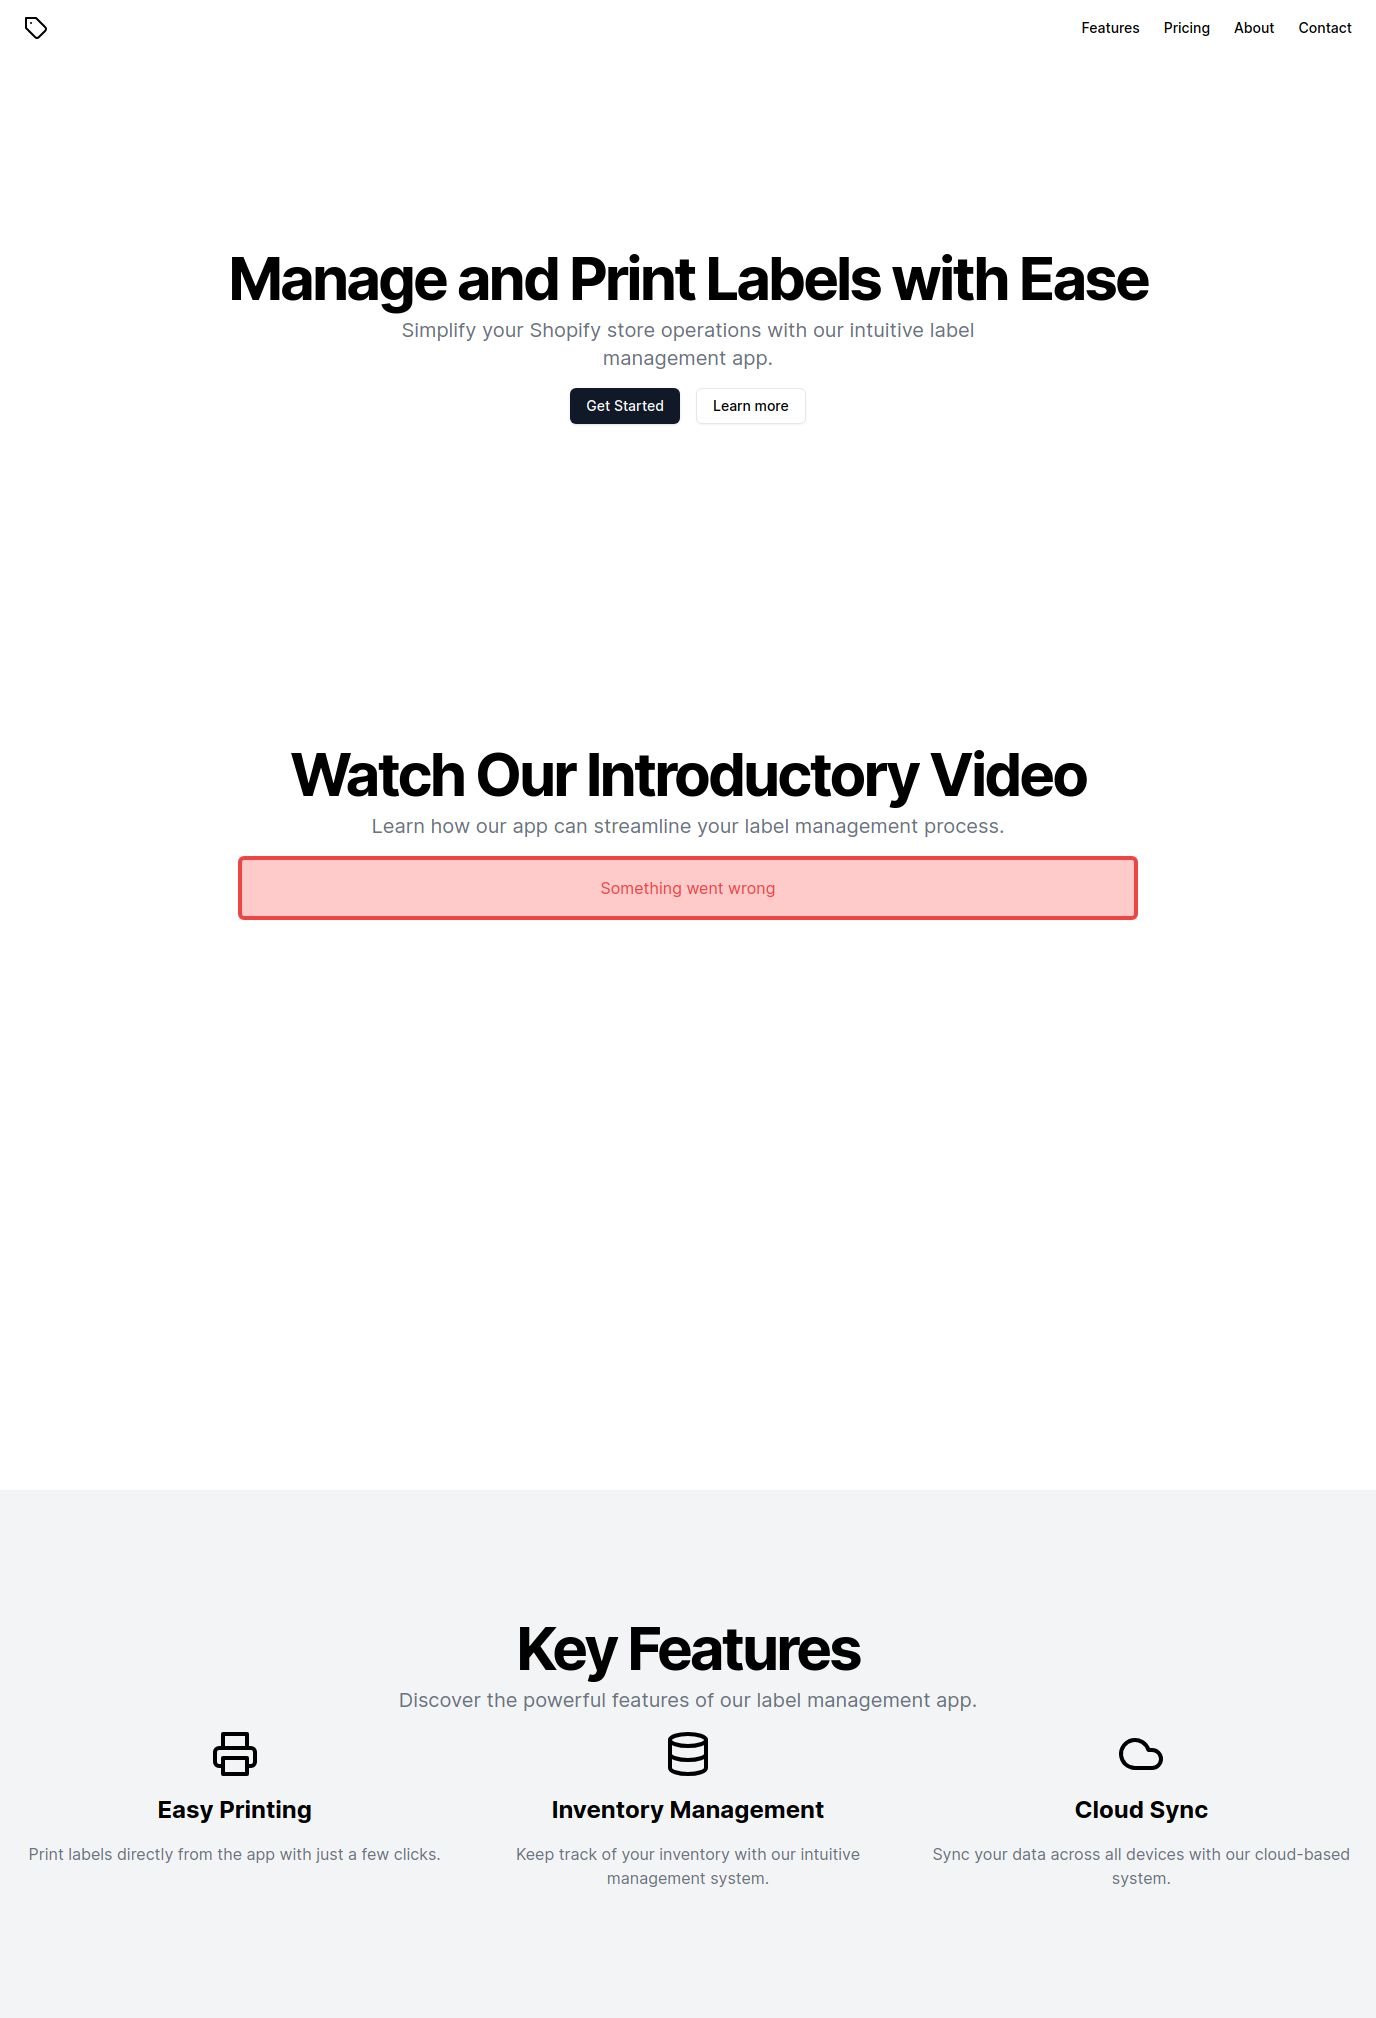 Features Pricing About Contact
Manage and Print Labels with Ease
Simplify your Shopify store operations with our intuitive label
management app.
Get Started Learn more
Watch Our Introductory Video
Learn how our app can streamline your label management process.
Something went wrong
Key Features
Discover the powerful features of our label management app.
Easy Printing
Print labels directly from the app with just a few clicks.
Inventory Management
Keep track of your inventory with our intuitive
management system.
Cloud Sync
Sync your data across all devices with our cloud-based
system.